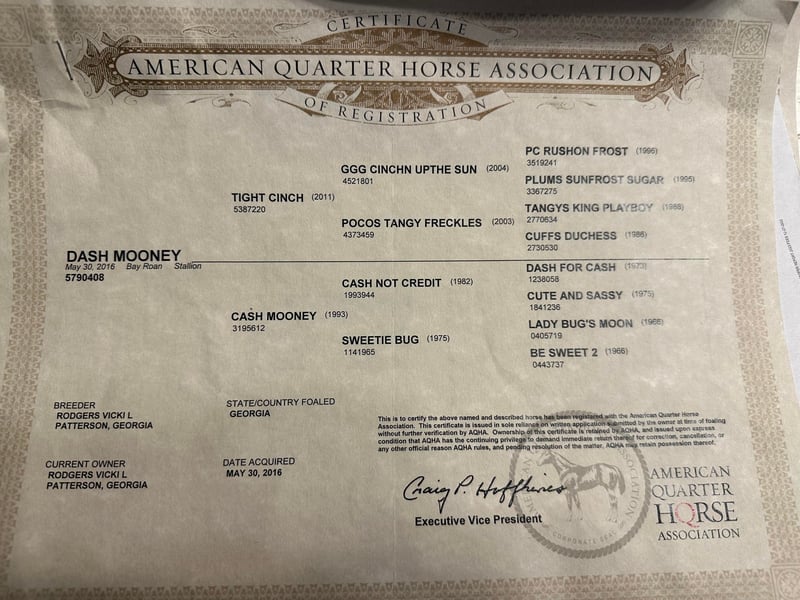 CERTIFICATE
AMERICAN QUARTER HORSE ASSOCIATION
OF REGISTRATION
PC RUSHON FROST (1996)
3519241
GGG CINCHN UPTHE SUN (2004)
4521801
PLUMS SUNFROST SUGAR (1995)
3367275
TIGHT CINCH (2011)
5387220
TANGYS KING PLAYBOY (1988)
2770634
POCOS TANGY FRECKLES (2003)
4373459
CUFFS DUCHESS (1986)
2730530
DASH MOONEY
May 30, 2016 Bay Roan Stallion
5790408
DASH FOR CASH (1973)
1238058
CASH NOT CREDIT (1982)
1993944
CUTE AND SASSY (1975)
1841236
CASH MOONEY (1993)
3195612
LADY BUG'S MOON (1966)
0405719
SWEETIE BUG (1975)
1141965
BE SWEET 2 (1966)
0443737
BREEDER
RODGERS VICKI L
PATTERSON, GEORGIA
STATE/COUNTRY FOALED
GEORGIA
CURRENT OWNER
RODGERS VICKI L
PATTERSON, GEORGIA
DATE ACQUIRED
MAY 30, 2016
This is to certify the above named and described horse has been registered with the American Quarter Horse
Association. This certificate is issued in sole reliance on written application submitted by the owner at time of foaling
without further verification by AQHA. Ownership of this certificate is retained by AQHA, and issued upon express
condition that AQHA has the continuing privilege to demand immediate return thereof for correction, cancellation, or
any other official reason AQHA rules, and pending resolution of the matter, AQHA may retain possession thereof.
Craig P. Huffhines
Executive Vice President
CORPORATE SEAL
AMERICAN
QUARTER
HORSE
ASSOCIATION